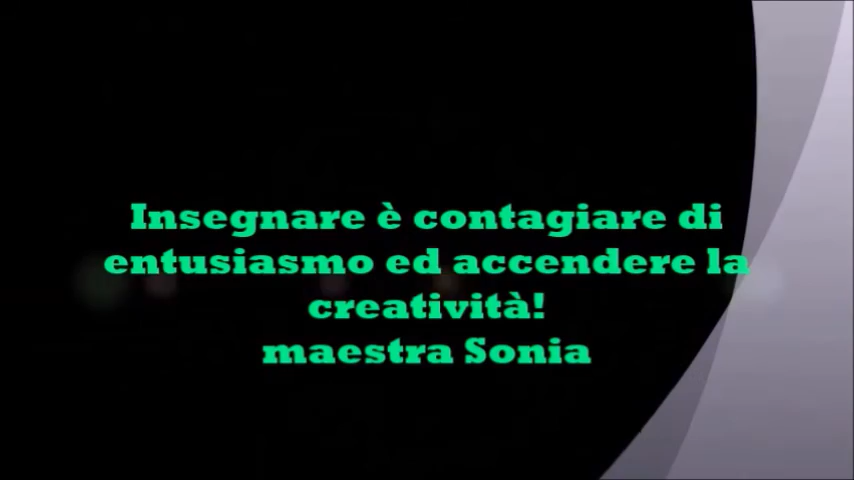 Insegnare è contagiare di
entusiasmo ed accendere la
creatività!
maestra Sonia